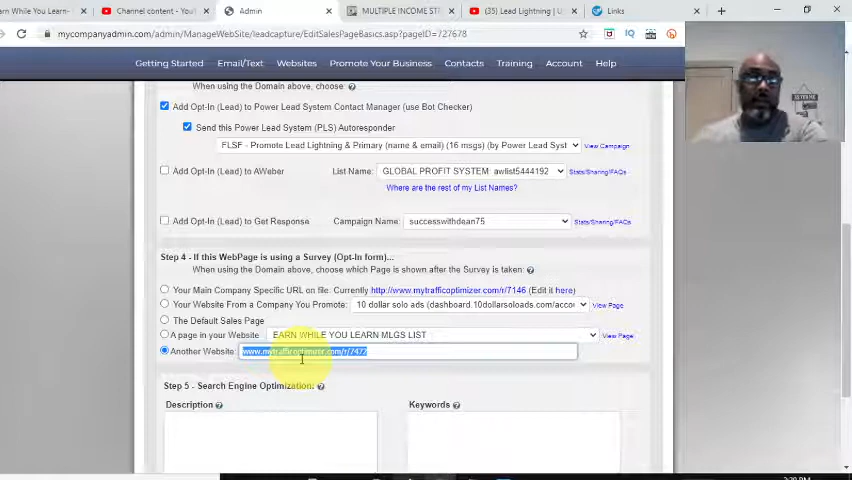 arn While You Learn-
Channel content - Yo
Admin
MULTIPLE INCOME ST
(35) Lead Lightning | U
Links
mycompanyadmin.com/admin/ManageWebSite/leadcapture/EditSalesPageBasics.asp?pageID=727678
Getting Started
Email/Text
Websites
Promote Your Business
Contacts
Training
Account
Help
When using the Domain above, choose:
Add Opt-In (Lead) to Power Lead System Contact Manager (use Bot Checker)
Send this Power Lead System (PLS) Autoresponder
FLSF - Promote Lead Lightning & Primary (name & email) (16 msgs) (by Power Lead Syst
View Campaign
Add Opt-In (Lead) to AWeber
List Name:
GLOBAL PROFIT SYSTEM: awlist5444192
Stats/Sharing/FAQs
Where are the rest of my List Names?
Add Opt-In (Lead) to Get Response
Campaign Name:
successwithdean75
Stats/Sharing/FAQs
Step 4 - If this WebPage is using a Survey (Opt-In form)...
When using the Domain above, choose which Page is shown after the Survey is taken:
Your Main Company Specific URL on file: Currently http://www.mytrafficoptimizer.com/r/7146 (Edit it here)
Your Website From a Company You Promote:
10 dollar solo ads (dashboard.10dollarsoloads.com/accou
View Page
The Default Sales Page
A page in your Website
EARN WHILE YOU LEARN MLGS LIST
View Page
Another Website:
www.mytrafficoptimizer.com/r/7472
Step 5 - Search Engine Optimization:
Description
Keywords